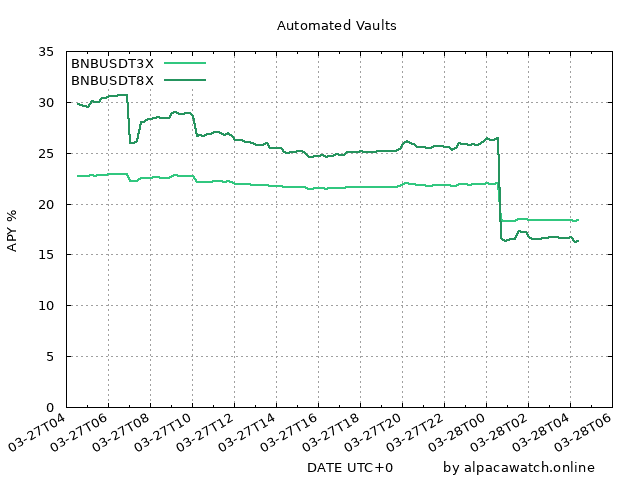 Automated Vaults
BNBUSDT3X
BNBUSDT8X
35
30
25
20
15
10
5
0
APY %
03-27T04
03-27T06
03-27T08
03-27T10
03-27T12
03-27T14
03-27T16
03-27T18
03-27T20
03-27T22
03-28T00
03-28T02
03-28T04
03-28T06
DATE UTC+0
by alpacawatch.online